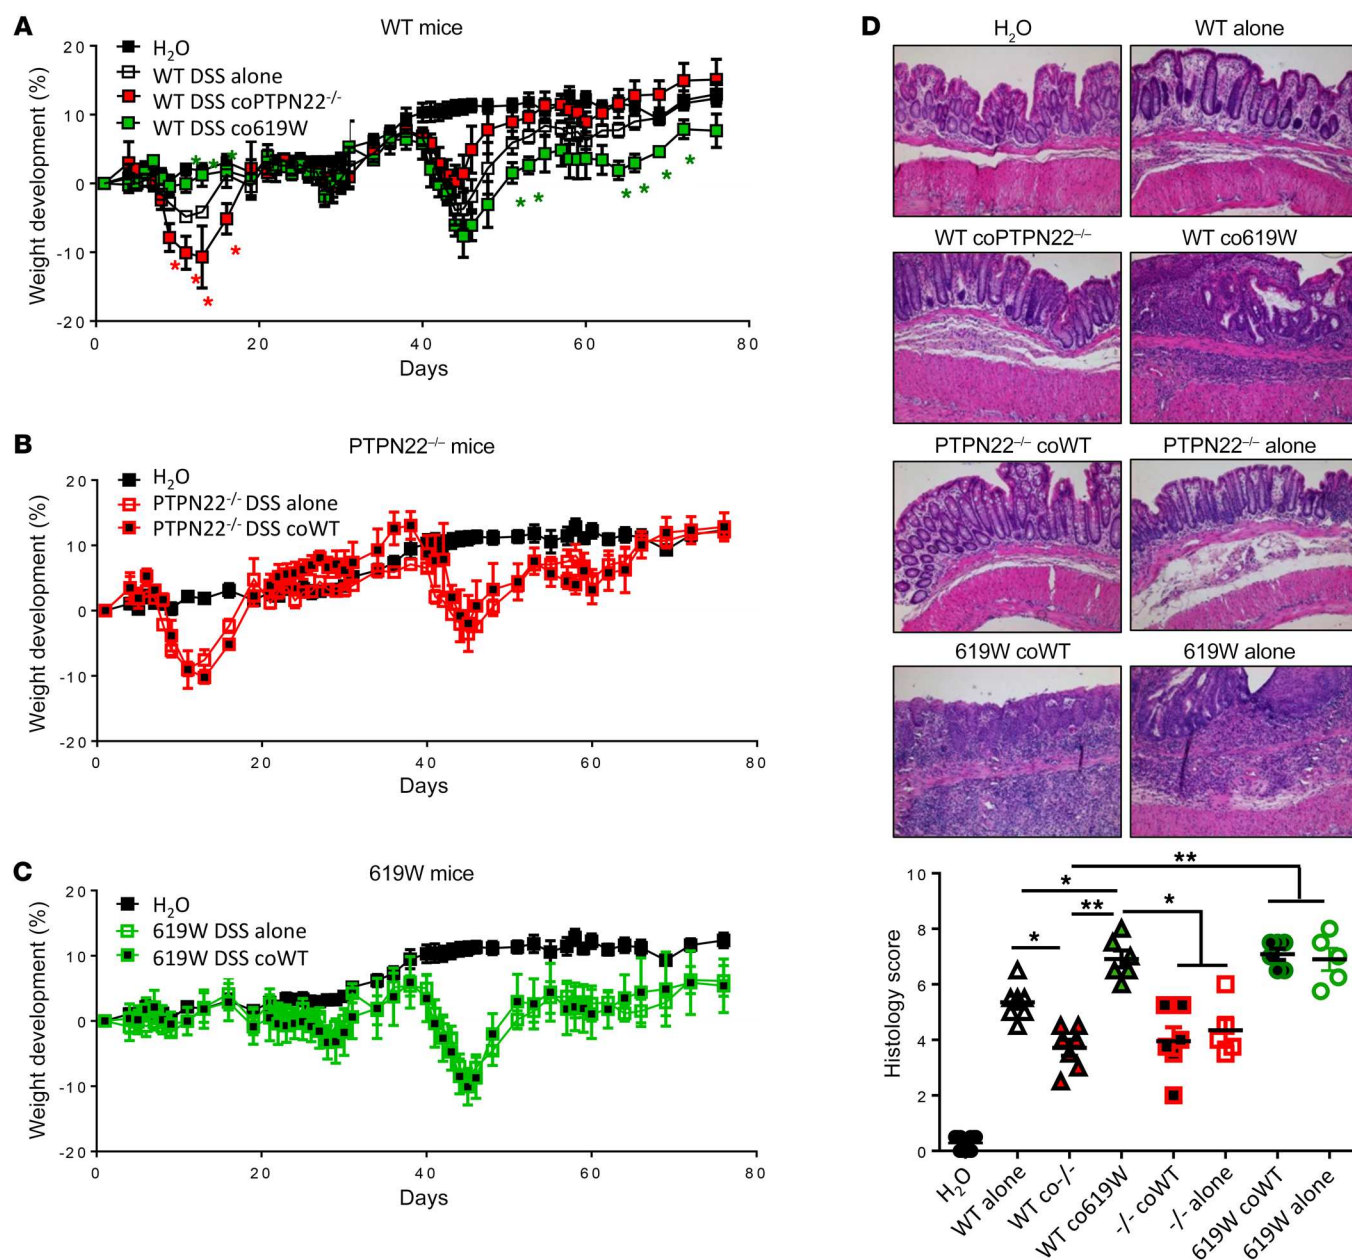 A
WT mice
H2O
WT DSS alone
WT DSS coPTPN22–/–
WT DSS co619W
Weight development (%)
20
10
0
-10
-20
* * *
* * *
* *
* * * *
0 20 40 60 80
Days
B
PTPN22–/– mice
H2O
PTPN22-/- DSS alone
PTPN22–/– DSS coWT
Weight development (%)
20
10
0
-10
-20
0 20 40 60 80
Days
C
619W mice
H2O
619W DSS alone
619W DSS coWT
Weight development (%)
20
10
0
-10
-20
0 20 40 60 80
Days
D
H2O WT alone
WT coPTPN22–/– WT co619W
PTPN22–/– coWT PTPN22–/– alone
619W coWT 619W alone
Histology score
10
8
6
4
2
0
**
*
** *
*
H2O
WT alone
WT co-/-
WT co619W
-/- coWT
-/- alone
619W coWT
619W alone